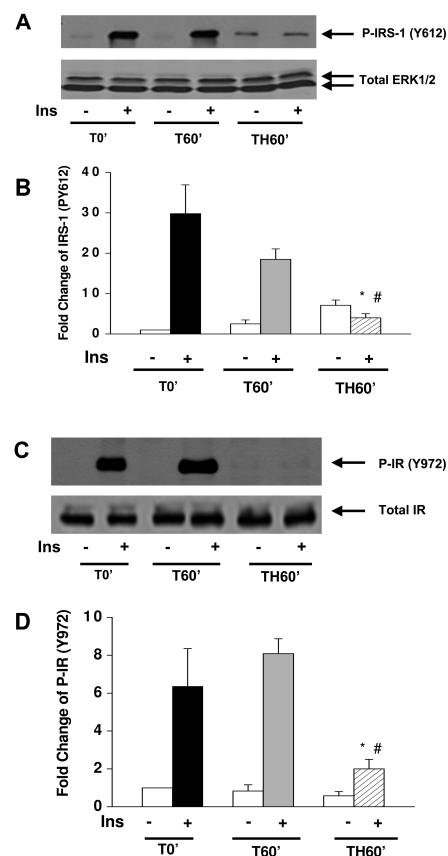 A
P-IRS-1 (Y612)
Total ERK1/2
Ins - + - + - +
T0' T60' TH60'
B
Fold Change of IRS-1 (PY612)
40
30
20
10
0
* #
Ins - + - + - +
T0' T60' TH60'
C
P-IR (Y972)
Total IR
Ins - + - + - +
T0' T60' TH60'
D
Fold Change of P-IR (Y972)
10
8
6
4
2
0
* #
Ins - + - + - +
T0' T60' TH60'